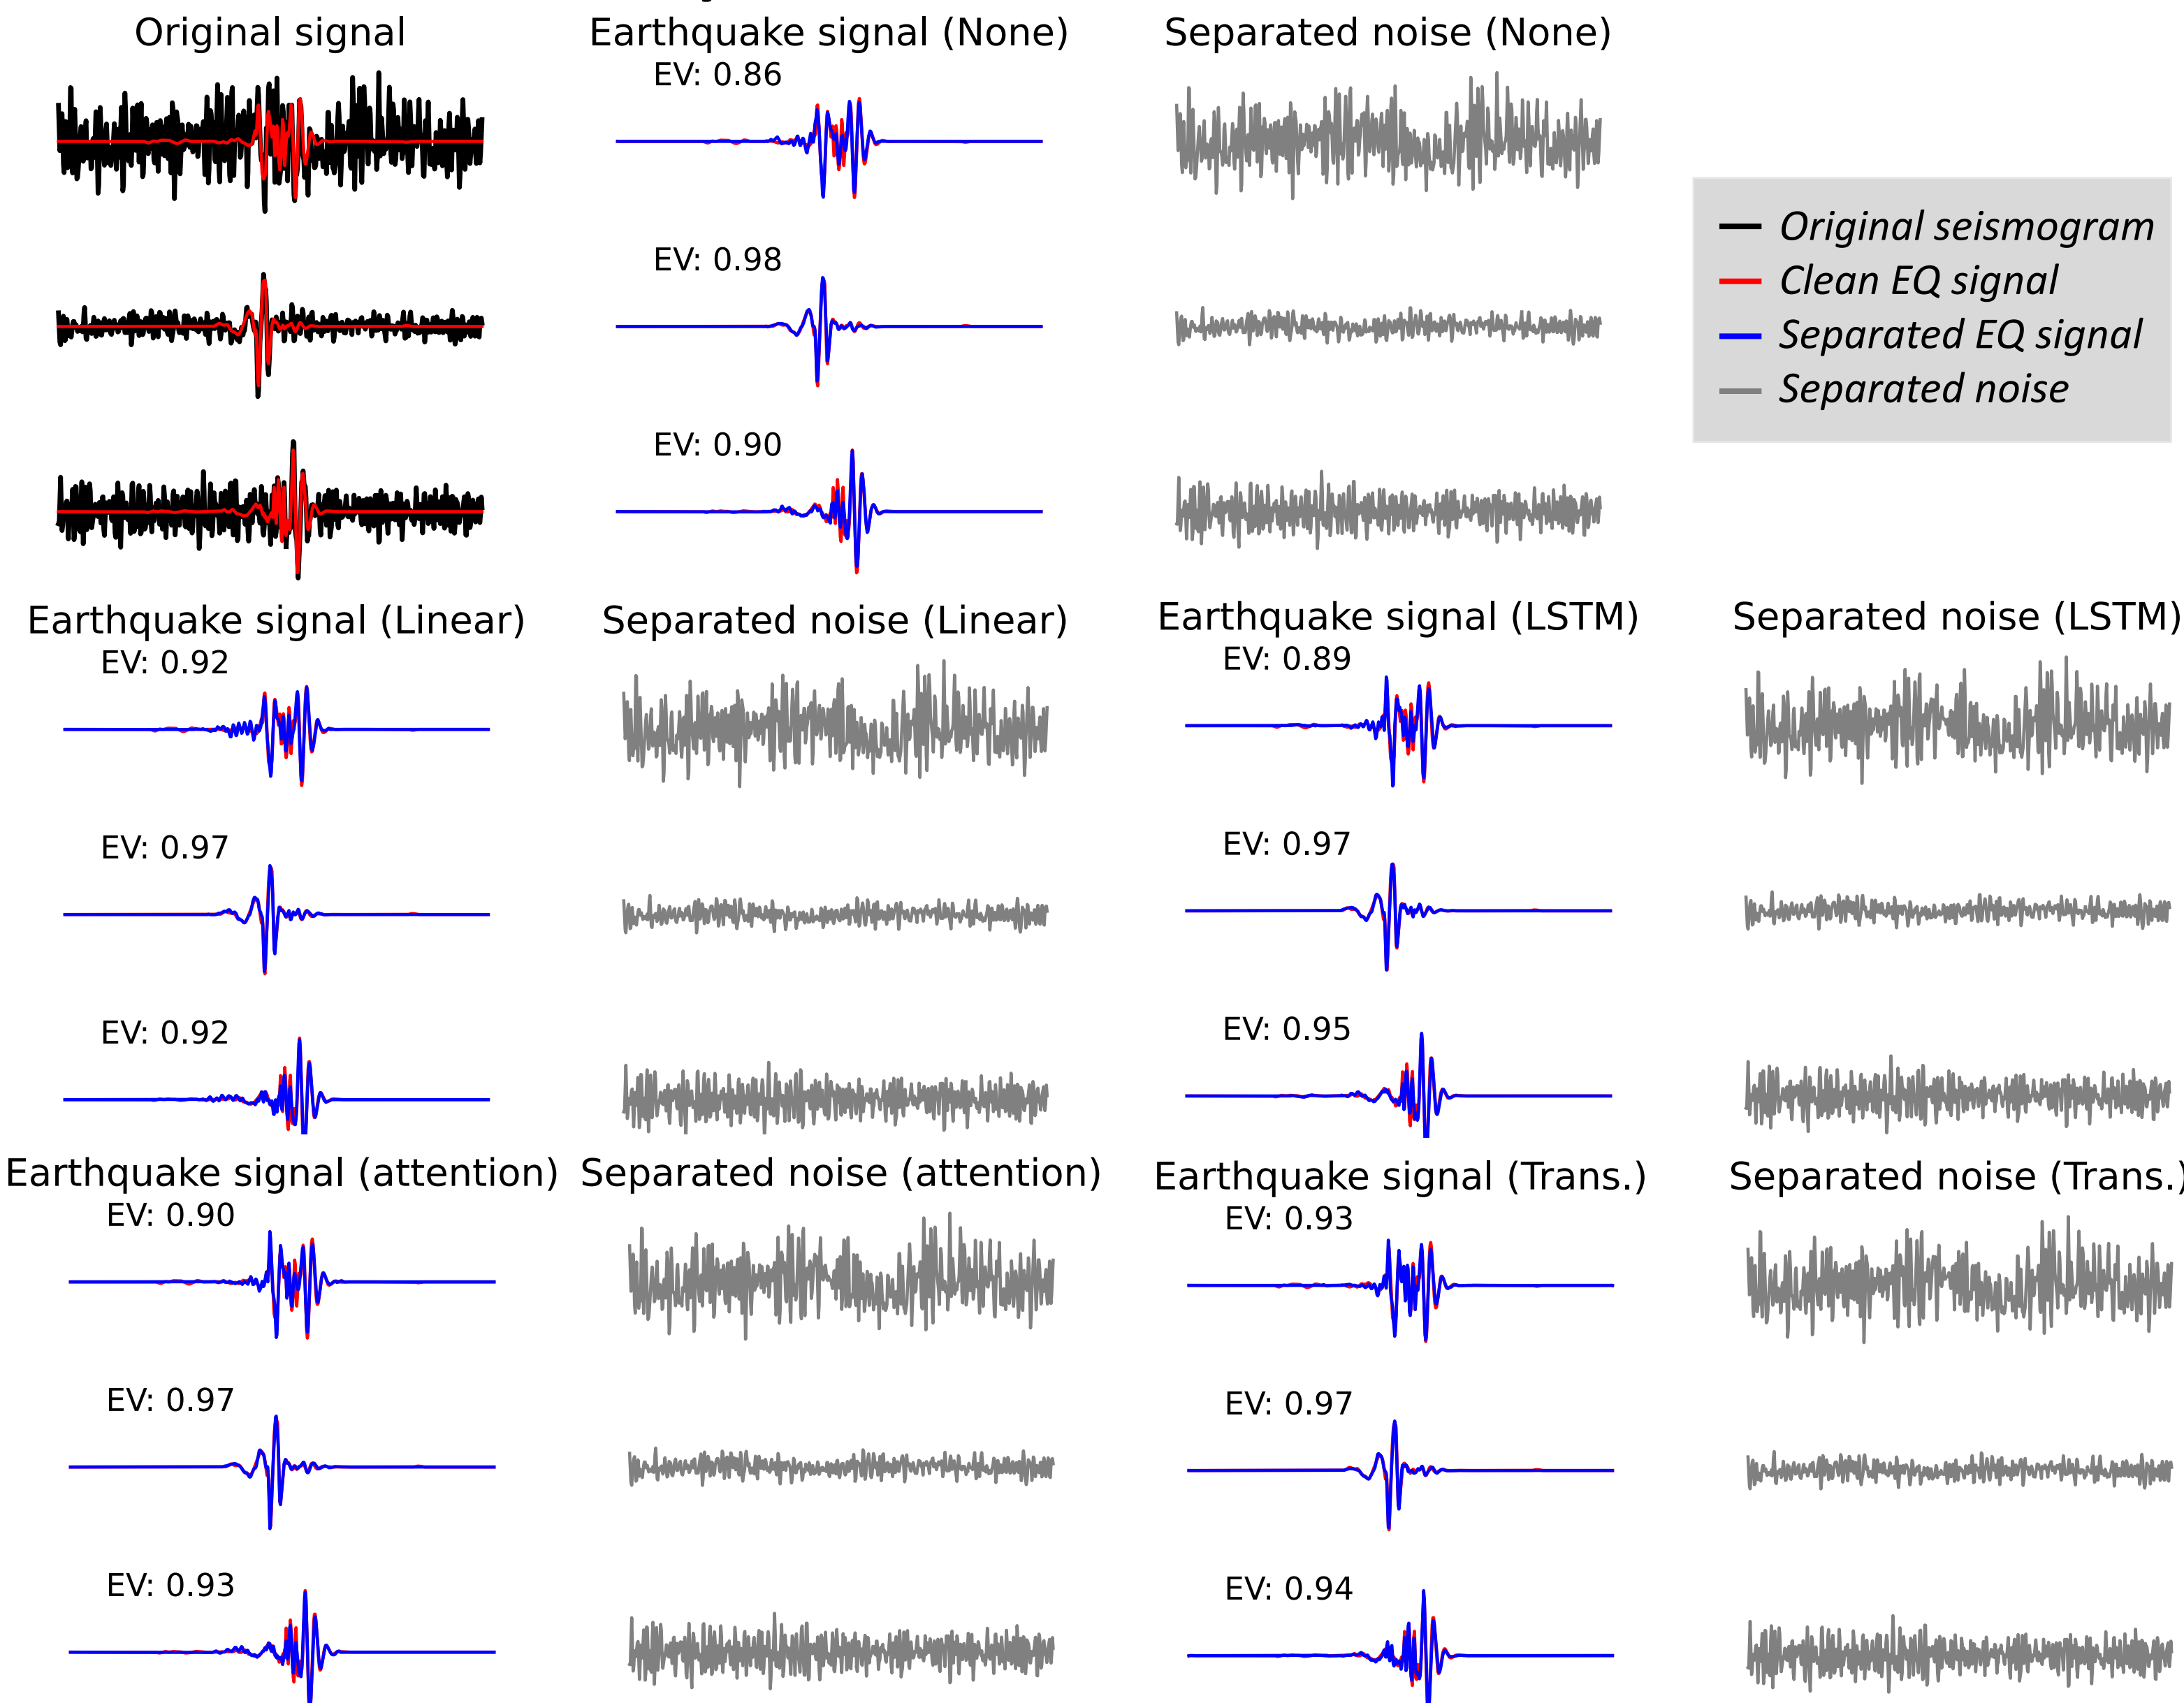 Original signal
Earthquake signal (None)
Separated noise (None)
EV: 0.86
EV: 0.98
EV: 0.90
Original seismogram
Clean EQ signal
Separated EQ signal
Separated noise
Earthquake signal (Linear)
Separated noise (Linear)
Earthquake signal (LSTM)
Separated noise (LSTM)
EV: 0.92
EV: 0.89
EV: 0.97
EV: 0.97
EV: 0.92
EV: 0.95
Earthquake signal (attention)
Separated noise (attention)
Earthquake signal (Trans.)
Separated noise (Trans.)
EV: 0.90
EV: 0.93
EV: 0.97
EV: 0.97
EV: 0.93
EV: 0.94